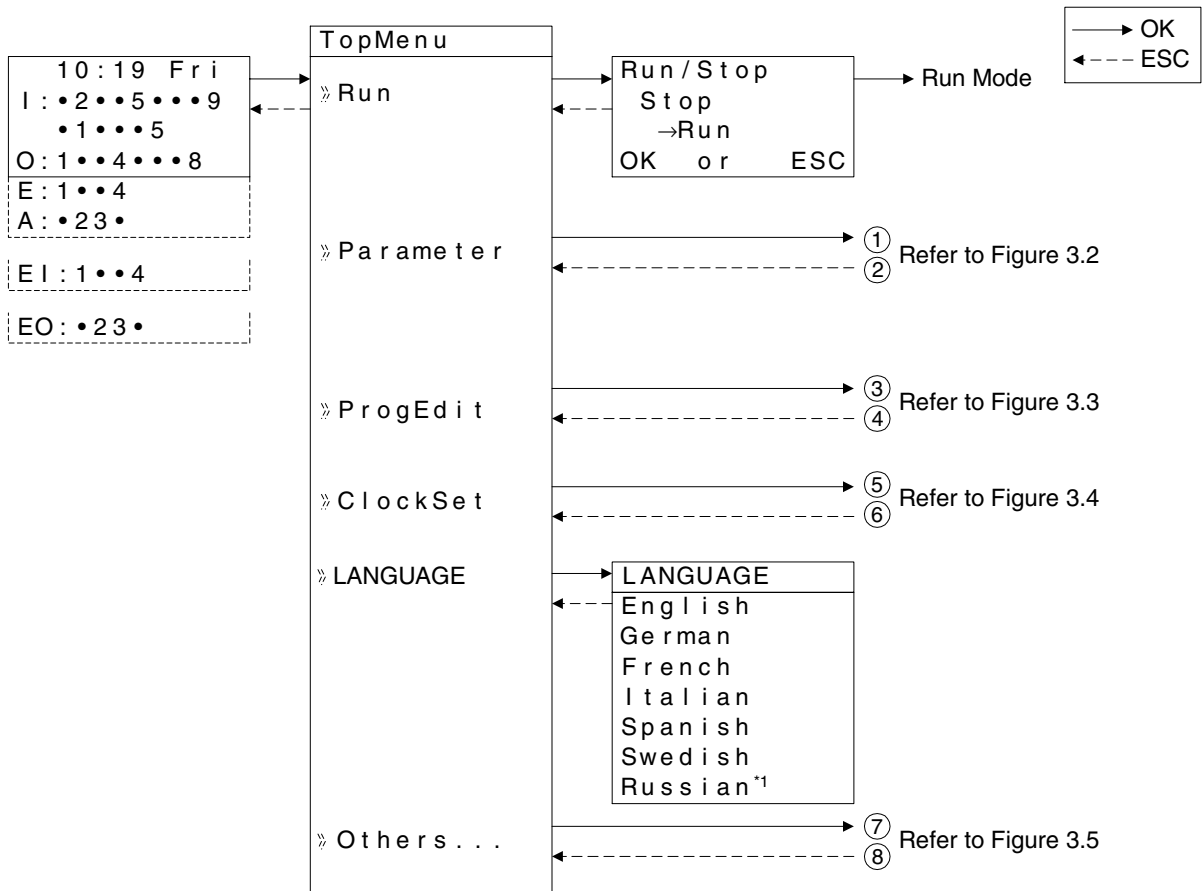 OK
ESC
10:19 Fri
I:•2••5•••9
•1•••5
O:1••4•••8
E:1••4
A:•23•
EI:1••4
EO:•23•
TopMenu
Run
Run/Stop
Stop
→Run
OK or ESC
Run Mode
Parameter
①
②
Refer to Figure 3.2
ProgEdit
③
④
Refer to Figure 3.3
ClockSet
⑤
⑥
Refer to Figure 3.4
LANGUAGE
LANGUAGE
English
German
French
Italian
Spanish
Swedish
Russian*1
Others...
⑦
⑧
Refer to Figure 3.5